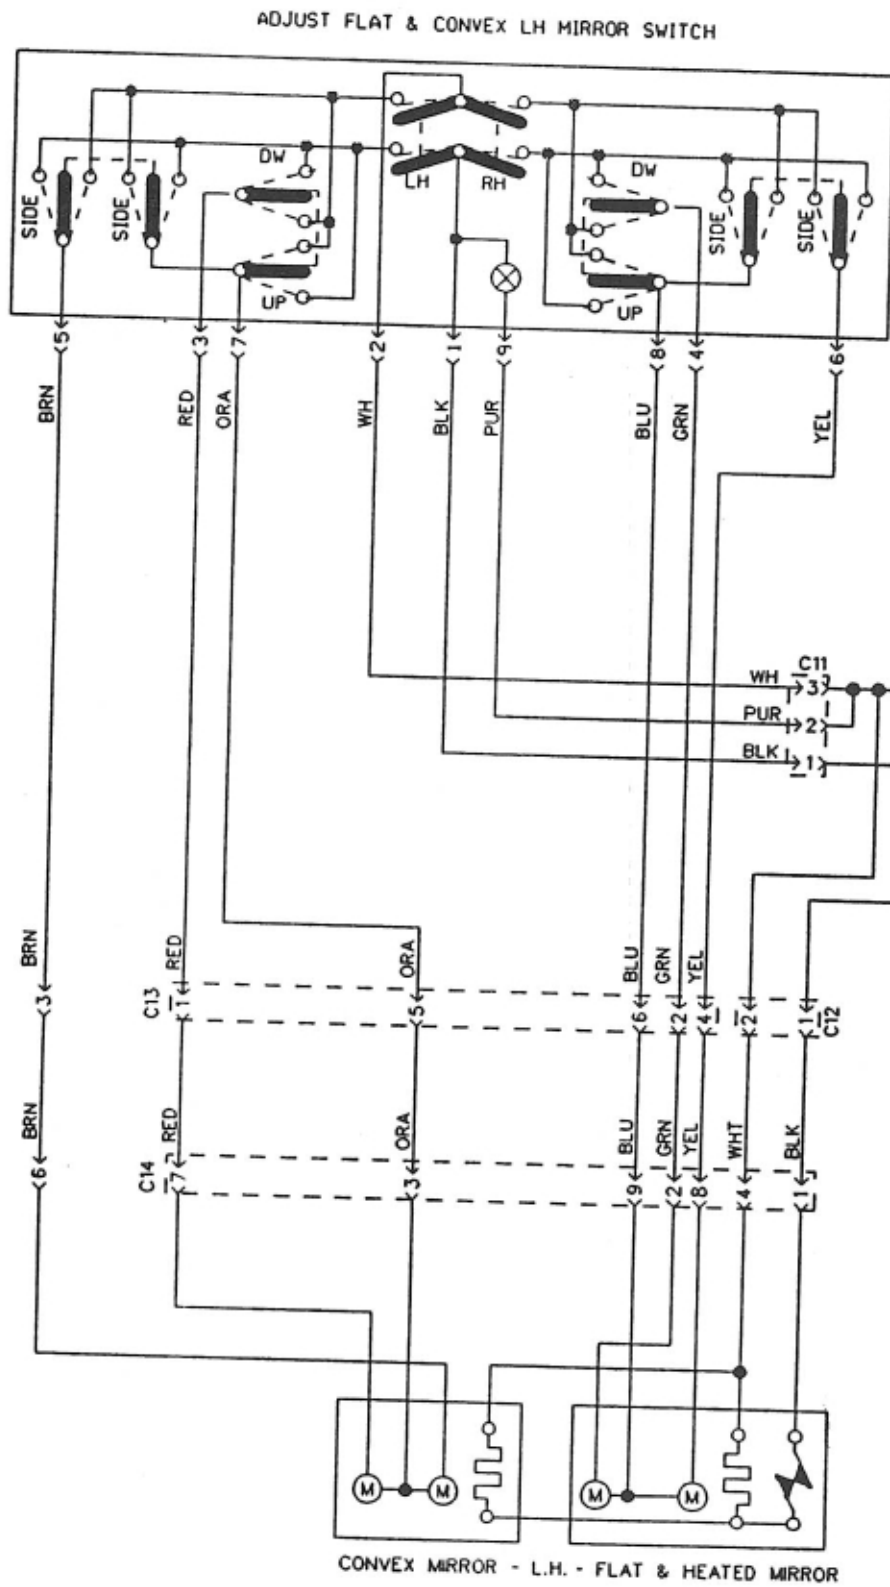 ADJUST FLAT & CONVEX LH MIRROR SWITCH
DW
DW
LH
RH
SIDE
SIDE
SIDE
SIDE
UP
UP
5
3
7
2
1
9
8
4
6
BRN
RED
ORA
WH
BLK
PUR
BLU
GRN
YEL
C11
WH
3
PUR
2
BLK
1
BRN
RED
ORA
BLU
GRN
YEL
3
C13
1
5
6
2
4
2
1
C12
BRN
RED
ORA
BLU
GRN
YEL
WHT
BLK
6
C14
7
3
9
2
8
4
1
M
M
M
M
CONVEX MIRROR - L.H. - FLAT & HEATED MIRROR